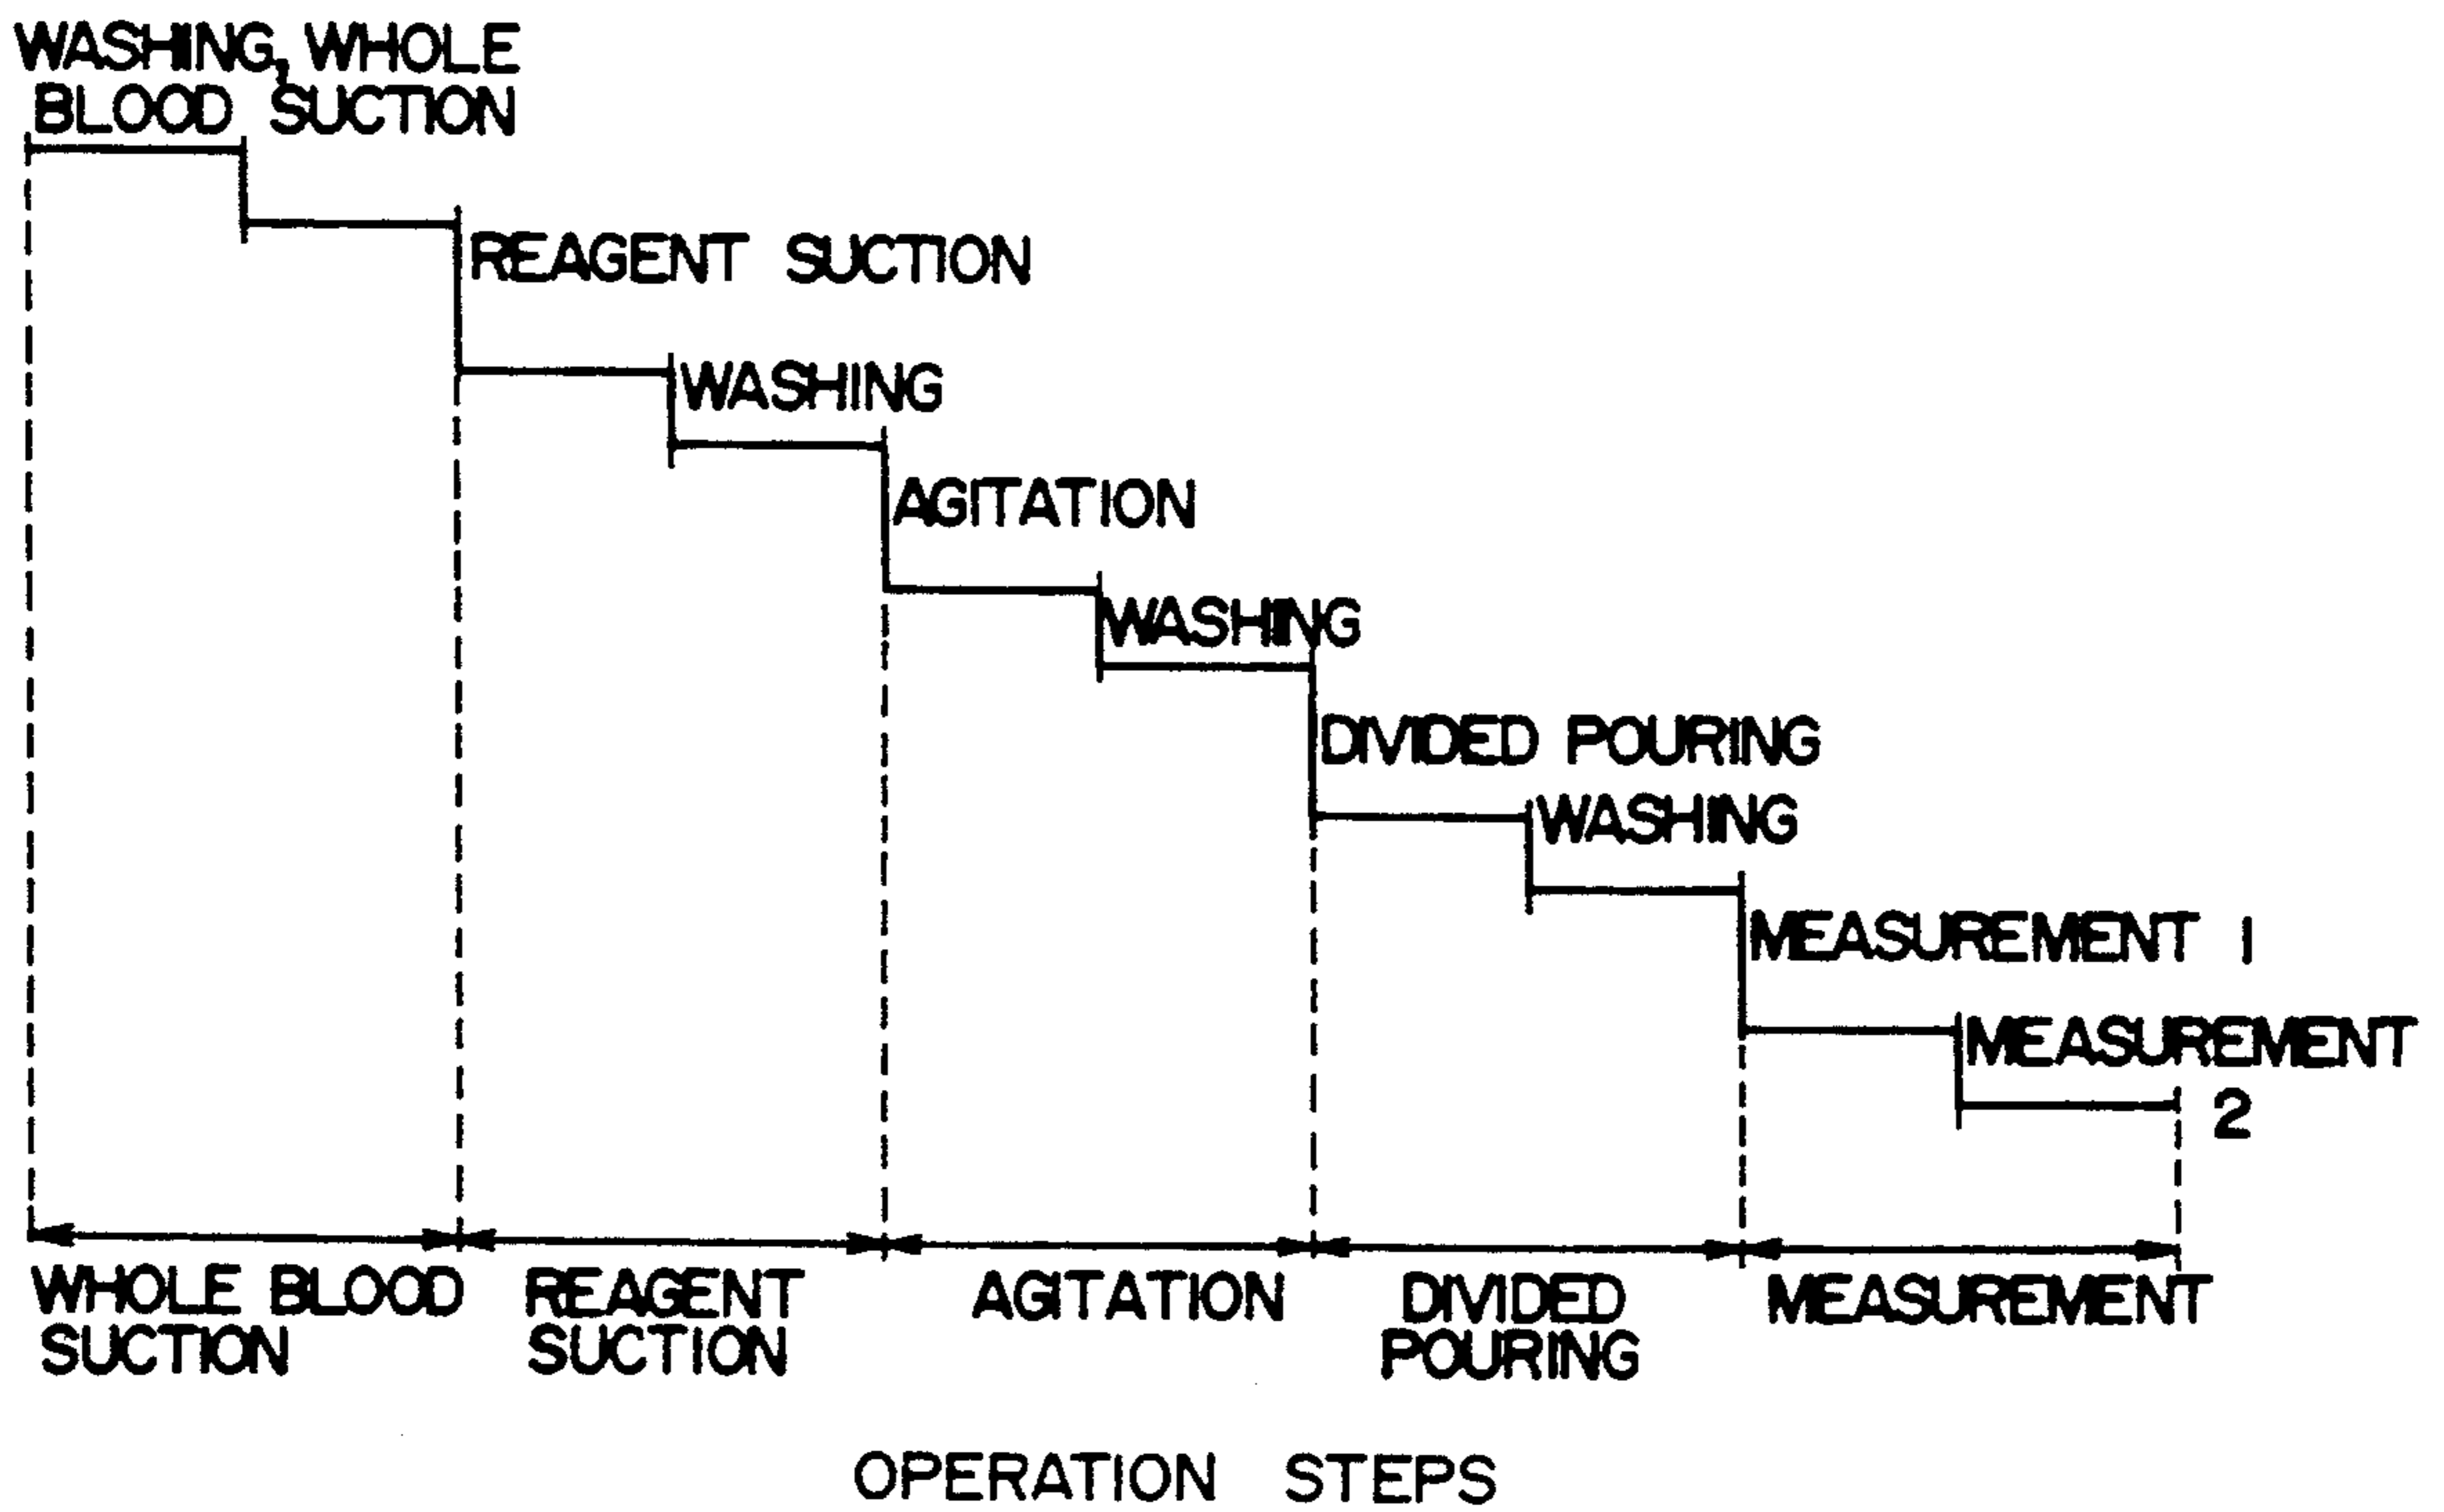 WASHING, WHOLE
BLOOD SUCTION
REAGENT SUCTION
WASHING
AGITATION
WASHING
DIVIDED POURING
WASHING
MEASUREMENT 1
MEASUREMENT
2
WHOLE BLOOD
SUCTION
REAGENT
SUCTION
AGITATION
DIVIDED
POURING
MEASUREMENT
OPERATION STEPS